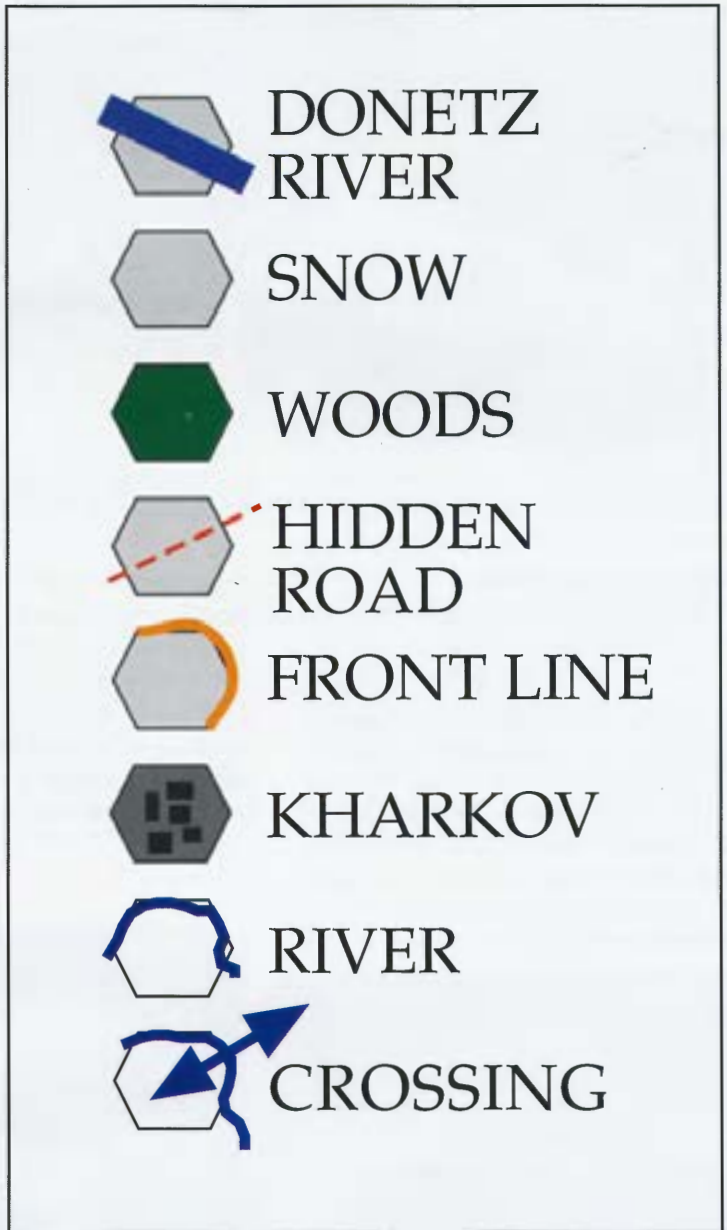 DONETZ
RIVER
SNOW
WOODS
HIDDEN
ROAD
FRONT LINE
KHARKOV
RIVER
CROSSING